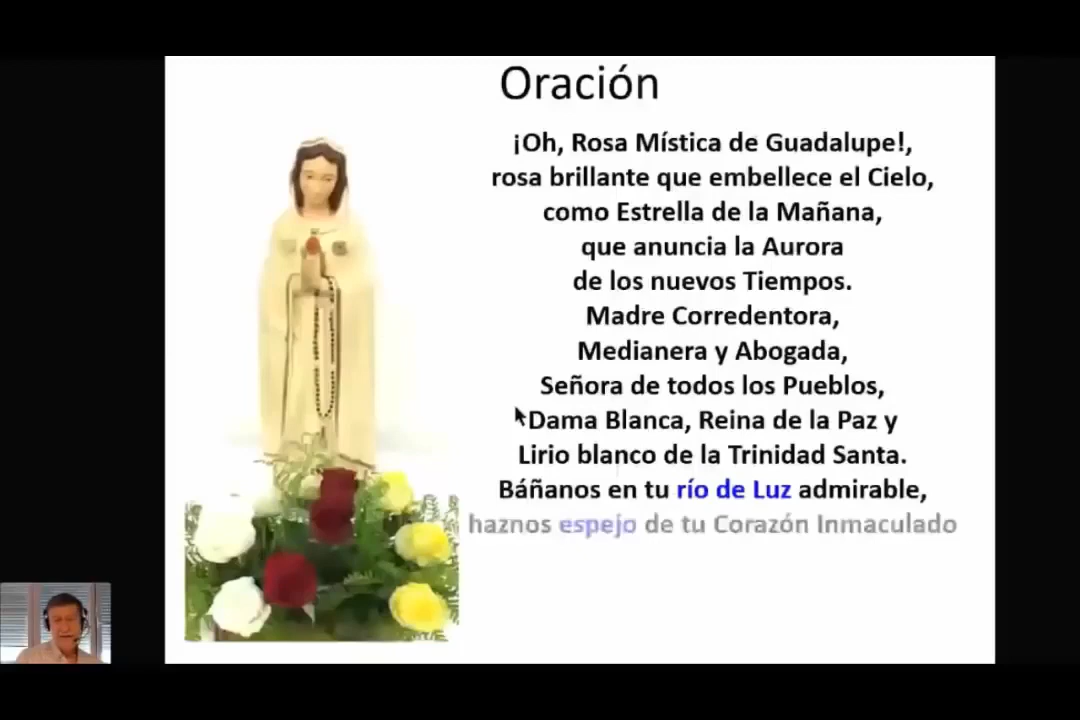 Oración
¡Oh, Rosa Mística de Guadalupe!,
rosa brillante que embellece el Cielo,
como Estrella de la Mañana,
que anuncia la Aurora
de los nuevos Tiempos.
Madre Corredentora,
Medianera y Abogada,
Señora de todos los Pueblos,
Dama Blanca, Reina de la Paz y
Lirio blanco de la Trinidad Santa.
Báñanos en tu río de Luz admirable,
haznos espejo de tu Corazón Inmaculado